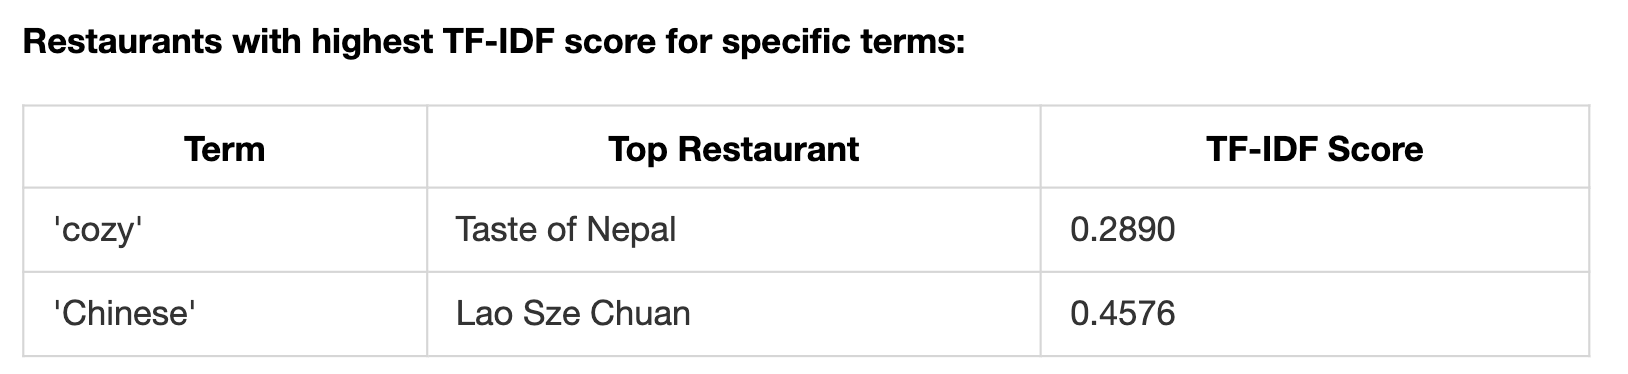 Restaurants with highest TF-IDF score for specific terms:
Term Top Restaurant TF-IDF Score
'cozy' Taste of Nepal 0.2890
'Chinese' Lao Sze Chuan 0.4576